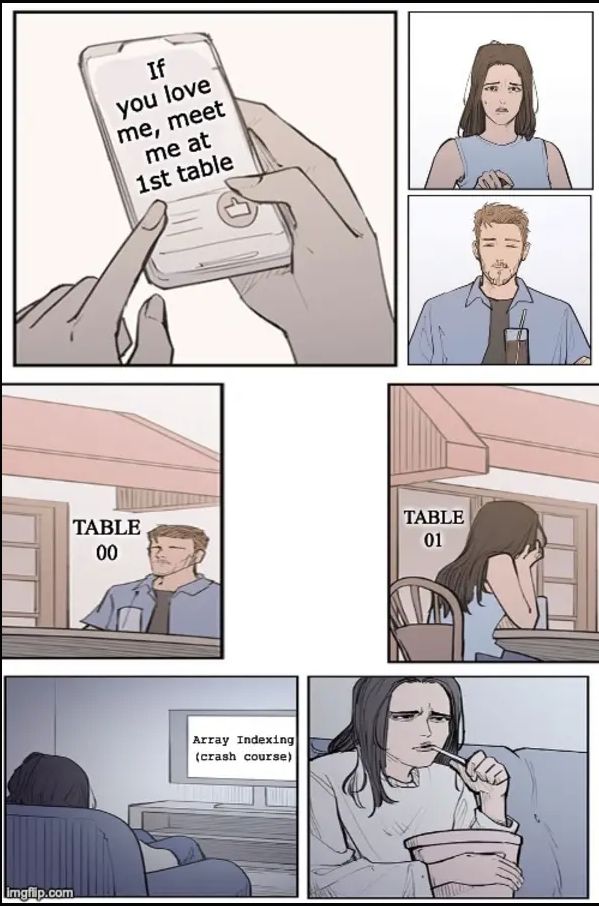 If
you love
me, meet
me at
1st table
TABLE
00
TABLE
01
Array Indexing
(crash course)
imgflip.com